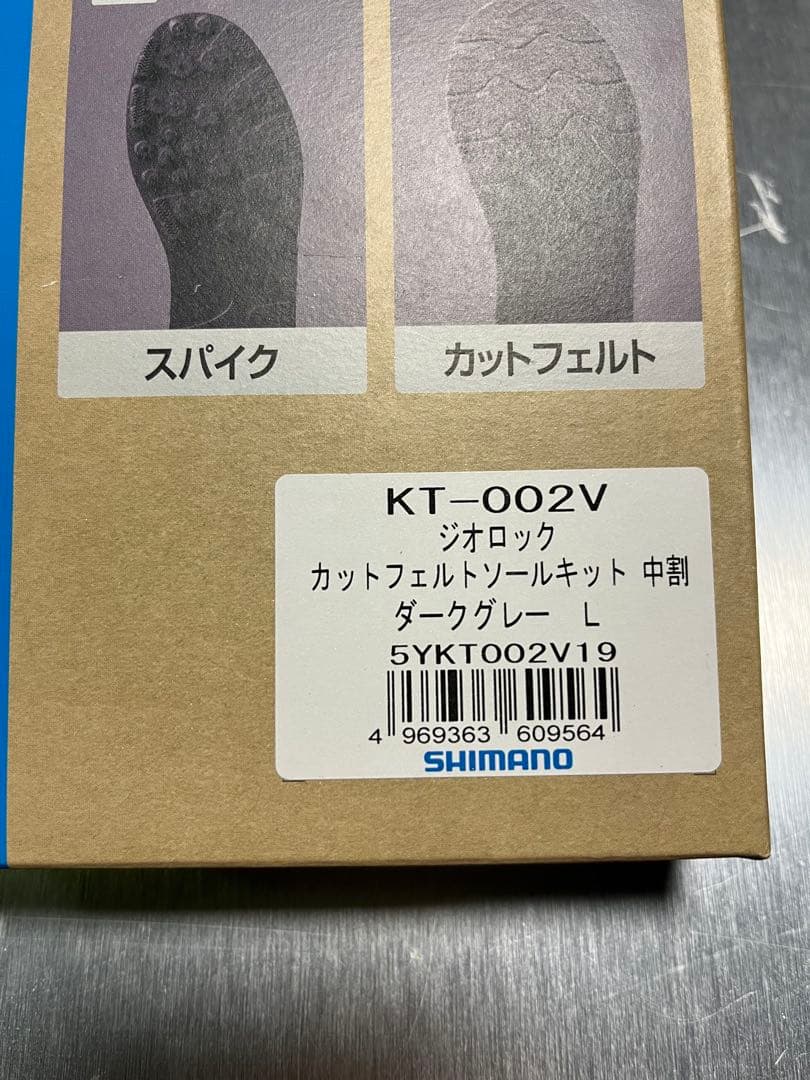 スパイク
カットフェルト
KT-002V
ジオロック
カットフェルトソールキット 中割
ダークグレー L
5YKT002V19
4 969363 609564
SHIMANO